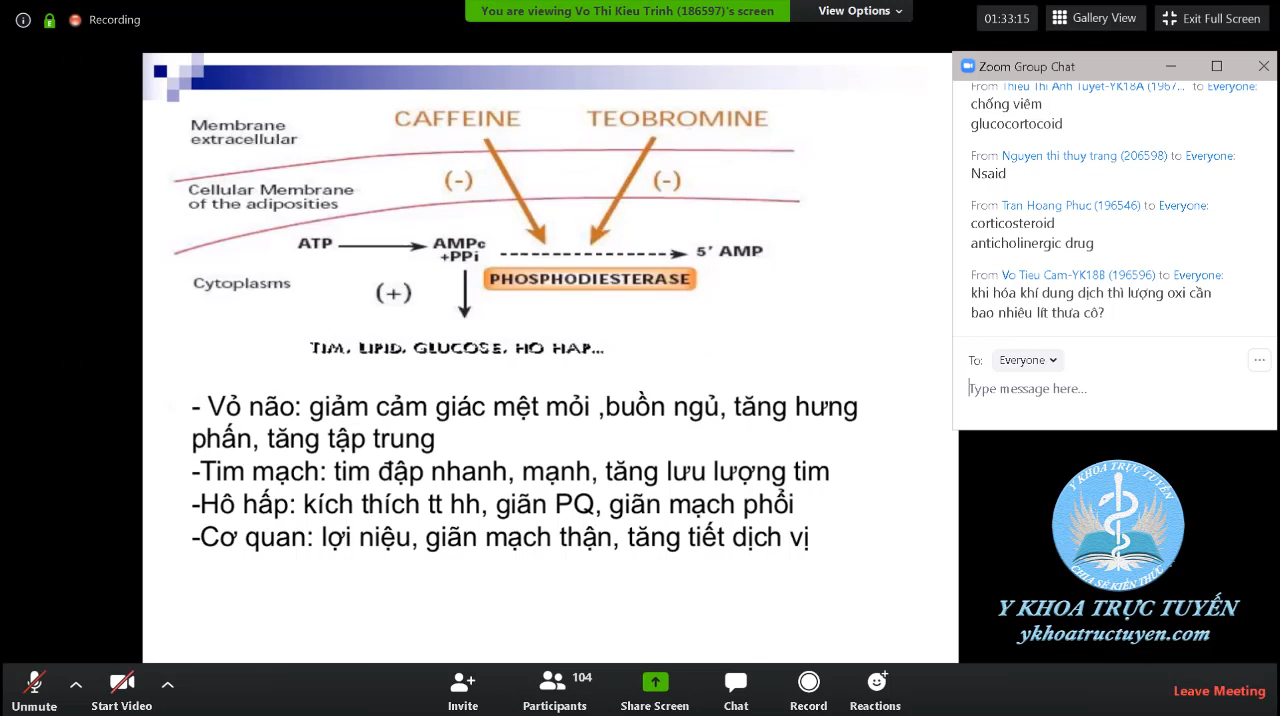 Recording
You are viewing Vo Thi Kieu Trinh (186597)'s screen
View Options
01:33:15
Gallery View
Exit Full Screen
Membrane
extracellular
CAFFEINE
TEOBROMINE
(-)
(-)
Cellular Membrane
of the adiposities
ATP
AMPc
+PPi
5' AMP
PHOSPHODIESTERASE
Cytoplasms
(+)
TIM, LIPID, GLUCOSE, HO HAP...
- Vỏ não: giảm cảm giác mệt mỏi ,buồn ngủ, tăng hưng
phấn, tăng tập trung
-Tim mạch: tim đập nhanh, mạnh, tăng lưu lượng tim
-Hô hấp: kích thích tt hh, giãn PQ, giãn mạch phổi
-Cơ quan: lợi niệu, giãn mạch thận, tăng tiết dịch vị
Zoom Group Chat
From Thieu Thi Anh Tuyet-YK18A (1967... to Everyone:
chống viêm
glucocortocoid
From Nguyen thi thuy trang (206598) to Everyone:
Nsaid
From Tran Hoang Phuc (196546) to Everyone:
corticosteroid
anticholinergic drug
From Vo Tieu Cam-YK18B (196596) to Everyone:
khi hóa khí dung dịch thì lượng oxi cần
bao nhiêu lít thưa cô?
To: Everyone
Type message here...
Y KHOA TRỰC TUYẾN
CHIA SẺ KIẾN THỨC
Y KHOA TRỰC TUYẾN
ykhoatructuyen.com
Unmute
Start Video
Invite
Participants
104
Share Screen
Chat
Record
Reactions
Leave Meeting